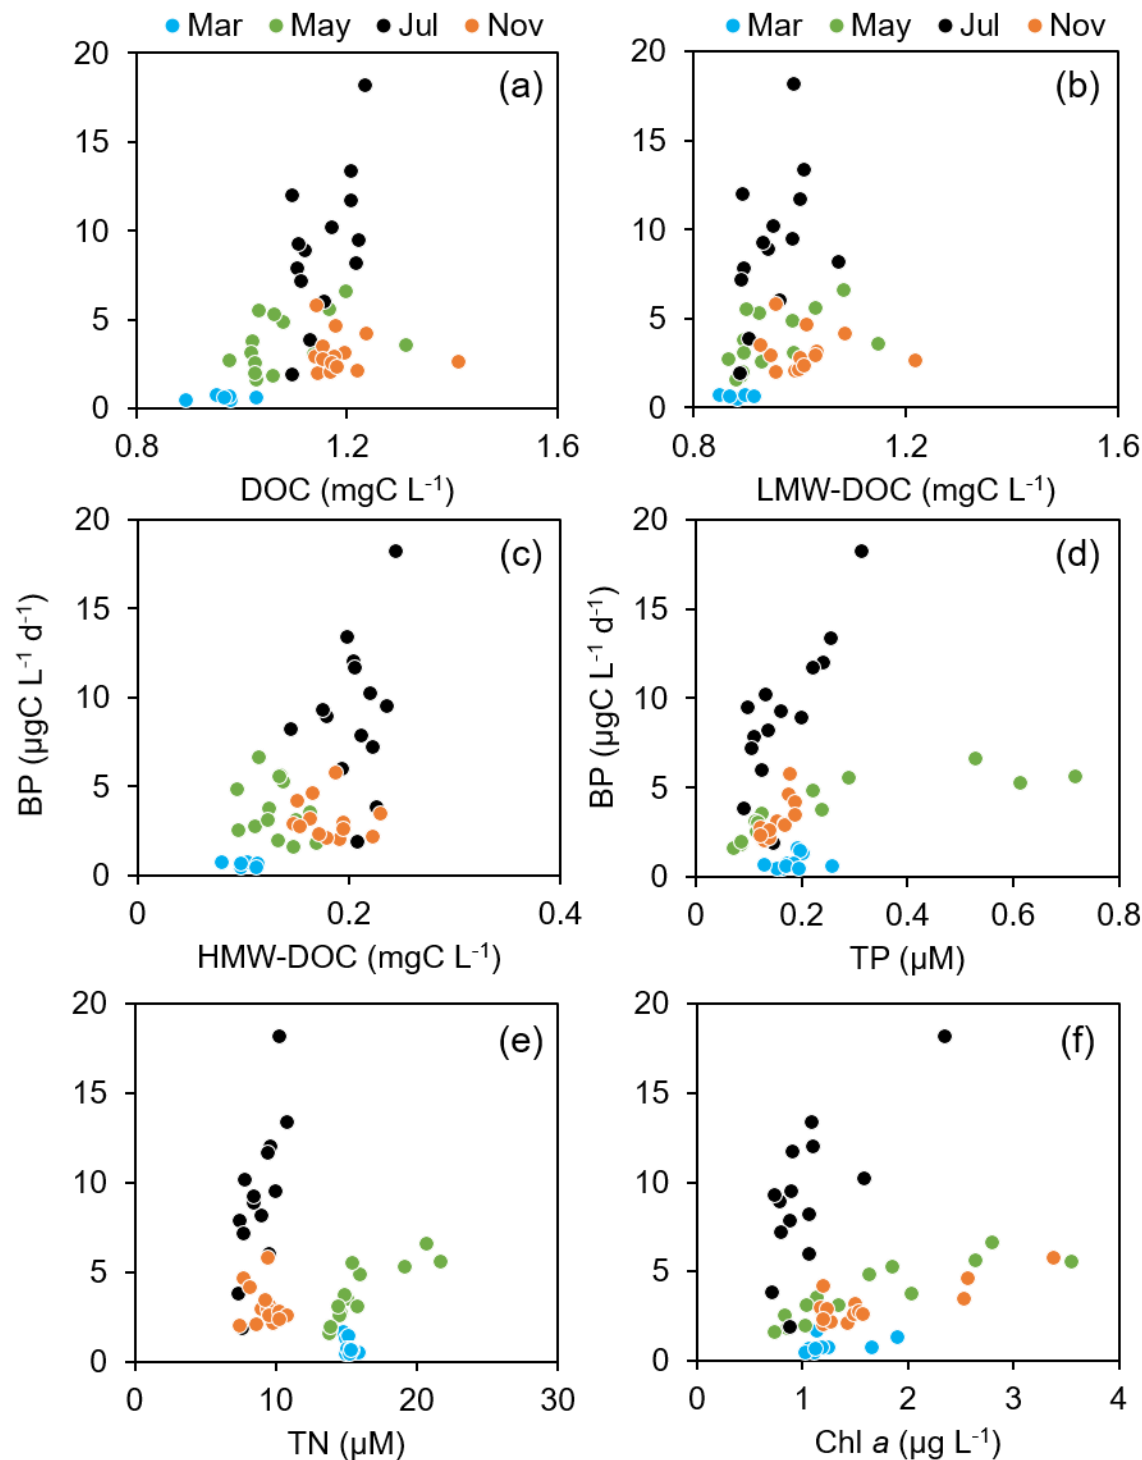 Mar May Jul Nov
Mar May Jul Nov
20
15
10
5
0
(a)
0.8 1.2 1.6
DOC (mgC L⁻¹)
20
15
10
5
0
(b)
0.8 1.2 1.6
LMW-DOC (mgC L⁻¹)
BP (µgC L⁻¹ d⁻¹)
20
15
10
5
0
(c)
0 0.2 0.4
HMW-DOC (mgC L⁻¹)
BP (µgC L⁻¹ d⁻¹)
20
15
10
5
0
(d)
0 0.2 0.4 0.6 0.8
TP (µM)
20
15
10
5
0
(e)
0 10 20 30
TN (µM)
20
15
10
5
0
(f)
0 1 2 3 4
Chl a (µg L⁻¹)